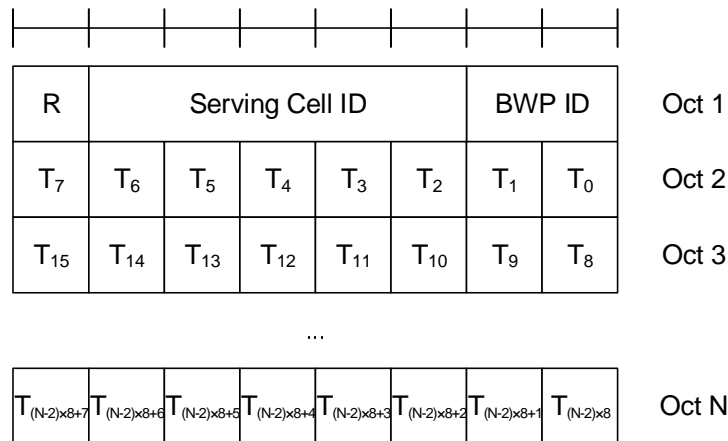 R Serving Cell ID BWP ID Oct 1
T7 T6 T5 T4 T3 T2 T1 T0 Oct 2
T15 T14 T13 T12 T11 T10 T9 T8 Oct 3
...
T(N-2)×8+7 T(N-2)×8+6 T(N-2)×8+5 T(N-2)×8+4 T(N-2)×8+3 T(N-2)×8+2 T(N-2)×8+1 T(N-2)×8 Oct N